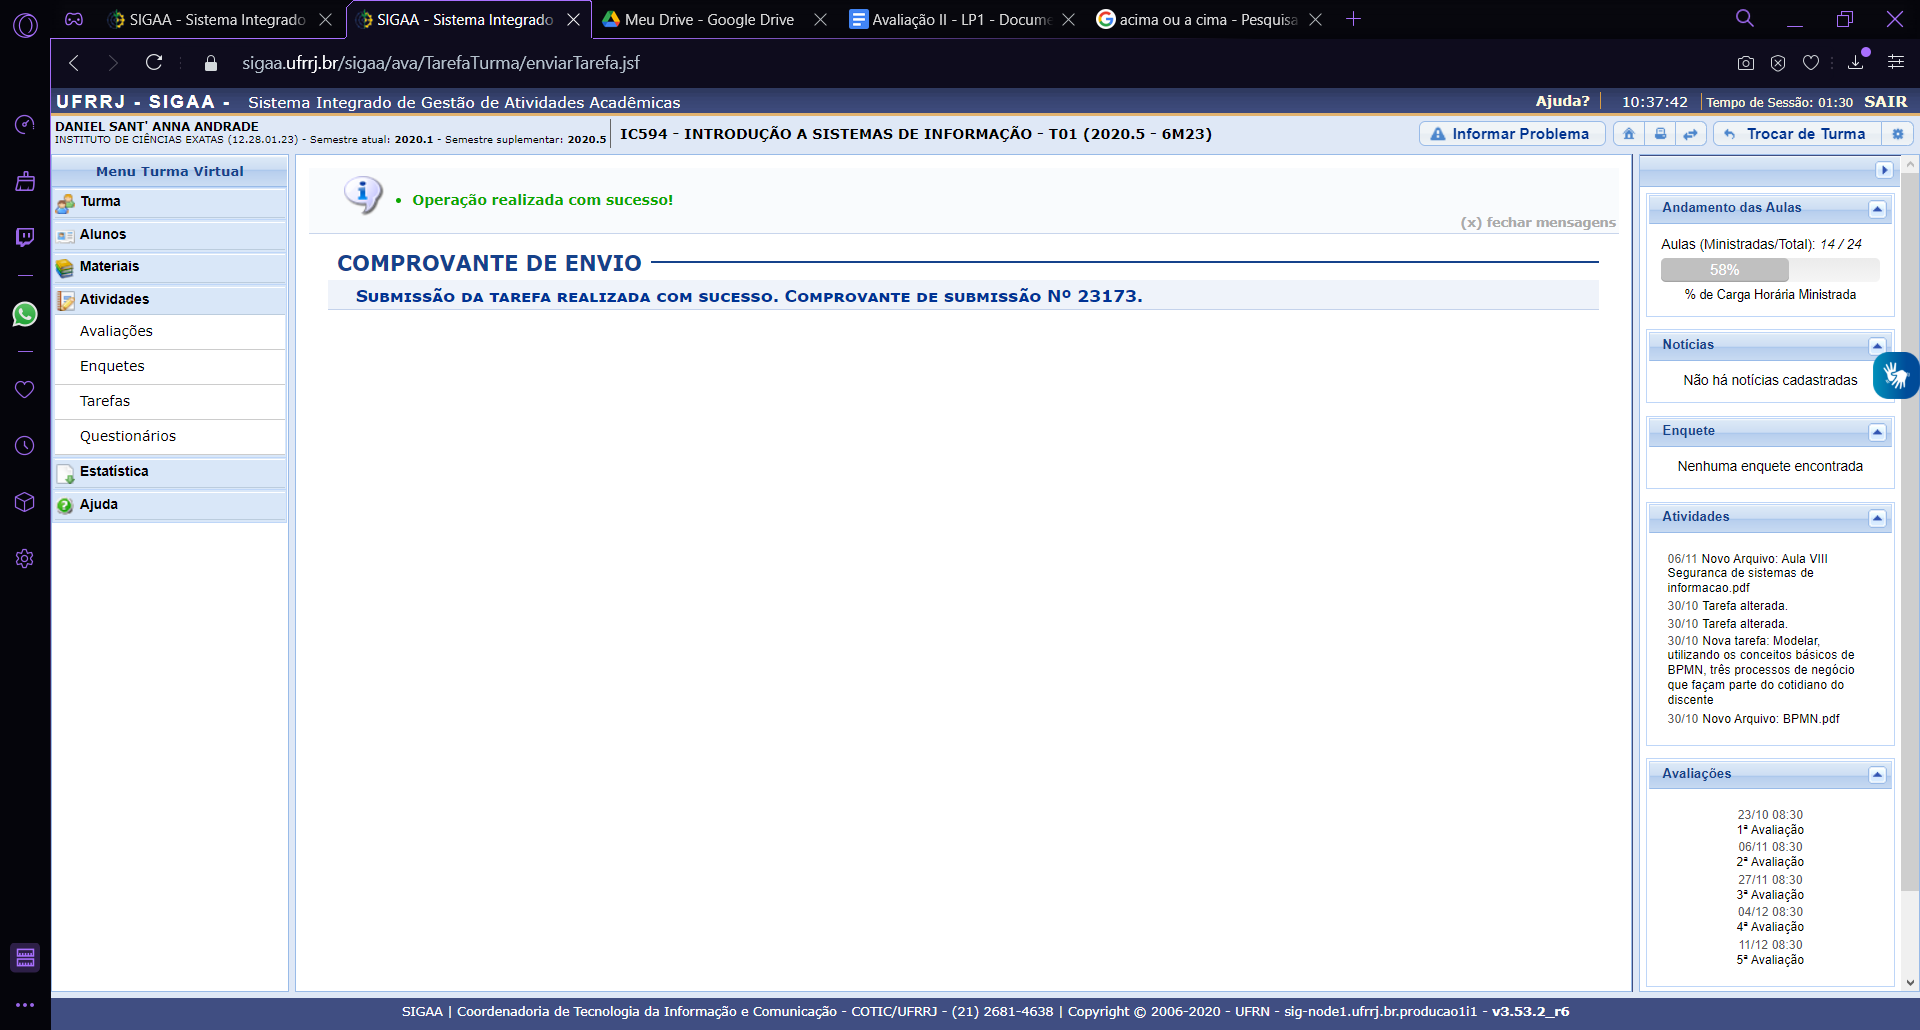 SIGAA - Sistema Integrado
SIGAA - Sistema Integrado
Meu Drive - Google Drive
Avaliação II - LP1 - Docume
acima ou a cima - Pesquisa
sigaa.ufrrj.br/sigaa/ava/TarefaTurma/enviarTarefa.jsf
UFRRJ - SIGAA - Sistema Integrado de Gestão de Atividades Acadêmicas
Ajuda? 10:37:42 Tempo de Sessão: 01:30 SAIR
DANIEL SANT' ANNA ANDRADE
INSTITUTO DE CIÊNCIAS EXATAS (12.28.01.23) - Semestre atual: 2020.1 - Semestre suplementar: 2020.5
IC594 - INTRODUÇÃO A SISTEMAS DE INFORMAÇÃO - T01 (2020.5 - 6M23)
Informar Problema
Trocar de Turma
Menu Turma Virtual
Turma
Alunos
Materiais
Atividades
Avaliações
Enquetes
Tarefas
Questionários
Estatística
Ajuda
• Operação realizada com sucesso!
(x) fechar mensagens
COMPROVANTE DE ENVIO
SUBMISSÃO DA TAREFA REALIZADA COM SUCESSO. COMPROVANTE DE SUBMISSÃO Nº 23173.
Andamento das Aulas
Aulas (Ministradas/Total): 14 / 24
58%
% de Carga Horária Ministrada
Notícias
Não há notícias cadastradas
Enquete
Nenhuma enquete encontrada
Atividades
06/11 Novo Arquivo: Aula VIII
Seguranca de sistemas de
informacao.pdf
30/10 Tarefa alterada.
30/10 Tarefa alterada.
30/10 Nova tarefa: Modelar,
utilizando os conceitos básicos de
BPMN, três processos de negócio
que façam parte do cotidiano do
discente
30/10 Novo Arquivo: BPMN.pdf
Avaliações
23/10 08:30
1ª Avaliação
06/11 08:30
2ª Avaliação
27/11 08:30
3ª Avaliação
04/12 08:30
4ª Avaliação
11/12 08:30
5ª Avaliação
SIGAA | Coordenadoria de Tecnologia da Informação e Comunicação - COTIC/UFRRJ - (21) 2681-4638 | Copyright © 2006-2020 - UFRN - sig-node1.ufrrj.br.producao1i1 - v3.53.2_r6